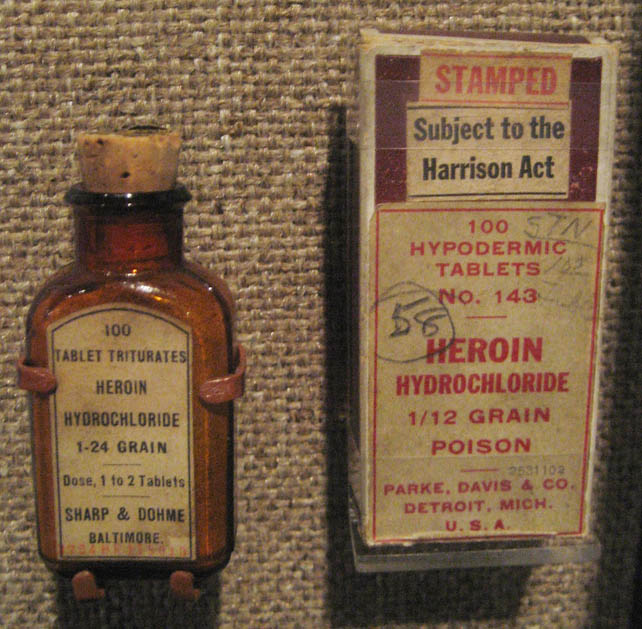 100
TABLET TRITURATES
HEROIN
HYDROCHLORIDE
1-24 GRAIN
Dose, 1 to 2 Tablets
SHARP & DOHME
BALTIMORE.
STAMPED
Subject to the
Harrison Act
100
HYPODERMIC
TABLETS
No. 143
58
HEROIN
HYDROCHLORIDE
1/12 GRAIN
POISON
2531102
PARKE, DAVIS & CO.
DETROIT, MICH.
U. S. A.